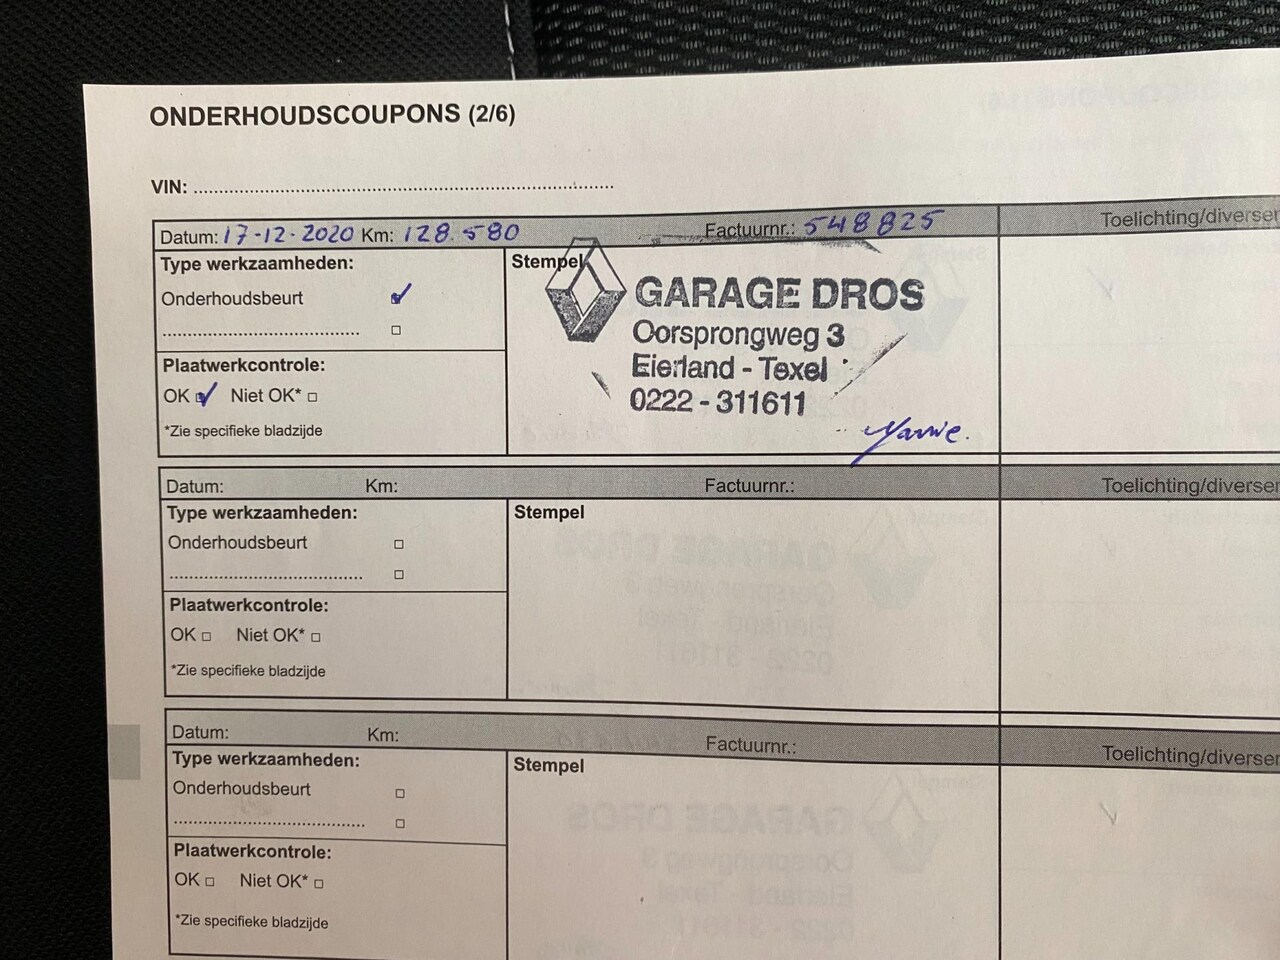 ONDERHOUDSCOUPONS (2/6)
VIN: ....................................................................................
Datum: 17-12-2020 Km: 128.580 Factuurnr.: 548825 Toelichting/diversen
Type werkzaamheden:
Onderhoudsbeurt
Plaatwerkcontrole:
OK Niet OK*
*Zie specifieke bladzijde
Stempel
GARAGE DROS
Oorsprongweg 3
Eierland - Texel
0222 - 311611
Datum: Km: Factuurnr.: Toelichting/diversen
Type werkzaamheden:
Onderhoudsbeurt
Plaatwerkcontrole:
OK Niet OK*
*Zie specifieke bladzijde
Stempel
Datum: Km: Factuurnr.: Toelichting/diversen
Type werkzaamheden:
Onderhoudsbeurt
Plaatwerkcontrole:
OK Niet OK*
*Zie specifieke bladzijde
Stempel